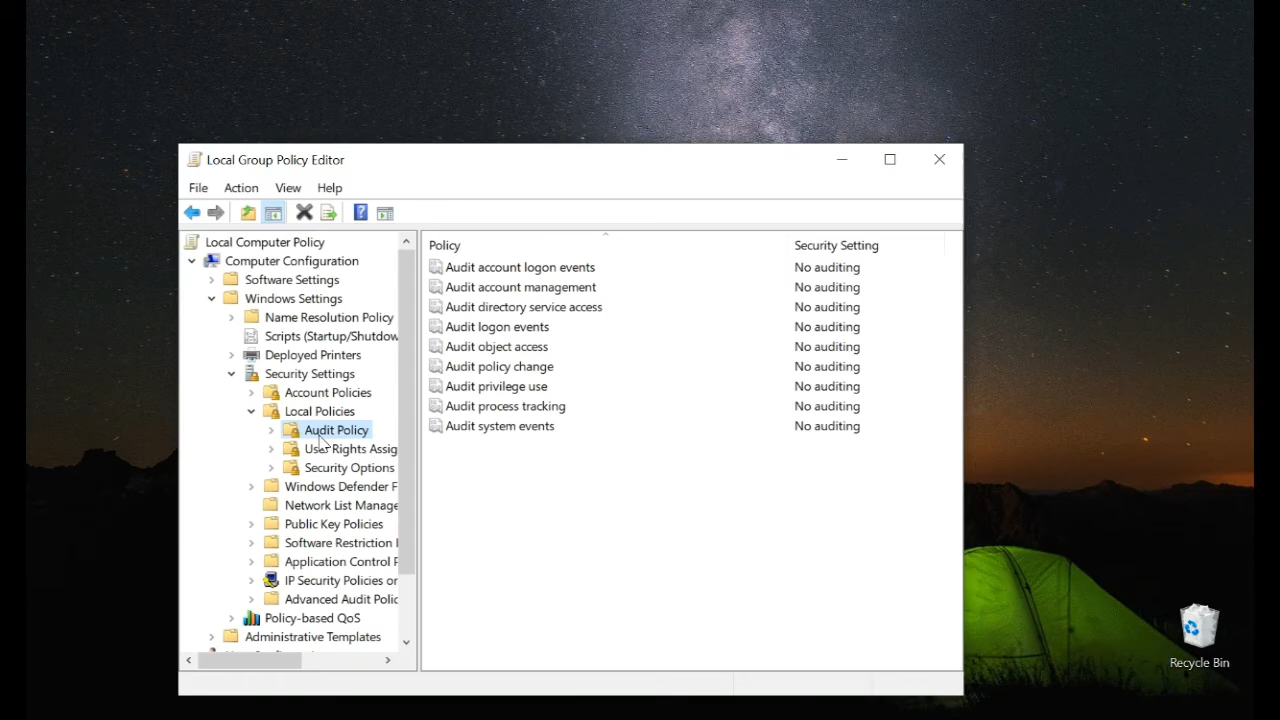 Local Group Policy Editor
File Action View Help
Local Computer Policy
Computer Configuration
Software Settings
Windows Settings
Name Resolution Policy
Scripts (Startup/Shutdow
Deployed Printers
Security Settings
Account Policies
Local Policies
Audit Policy
User Rights Assig
Security Options
Windows Defender F
Network List Manage
Public Key Policies
Software Restriction
Application Control P
IP Security Policies or
Advanced Audit Polic
Policy-based QoS
Administrative Templates
Policy Security Setting
Audit account logon events No auditing
Audit account management No auditing
Audit directory service access No auditing
Audit logon events No auditing
Audit object access No auditing
Audit policy change No auditing
Audit privilege use No auditing
Audit process tracking No auditing
Audit system events No auditing
Recycle Bin